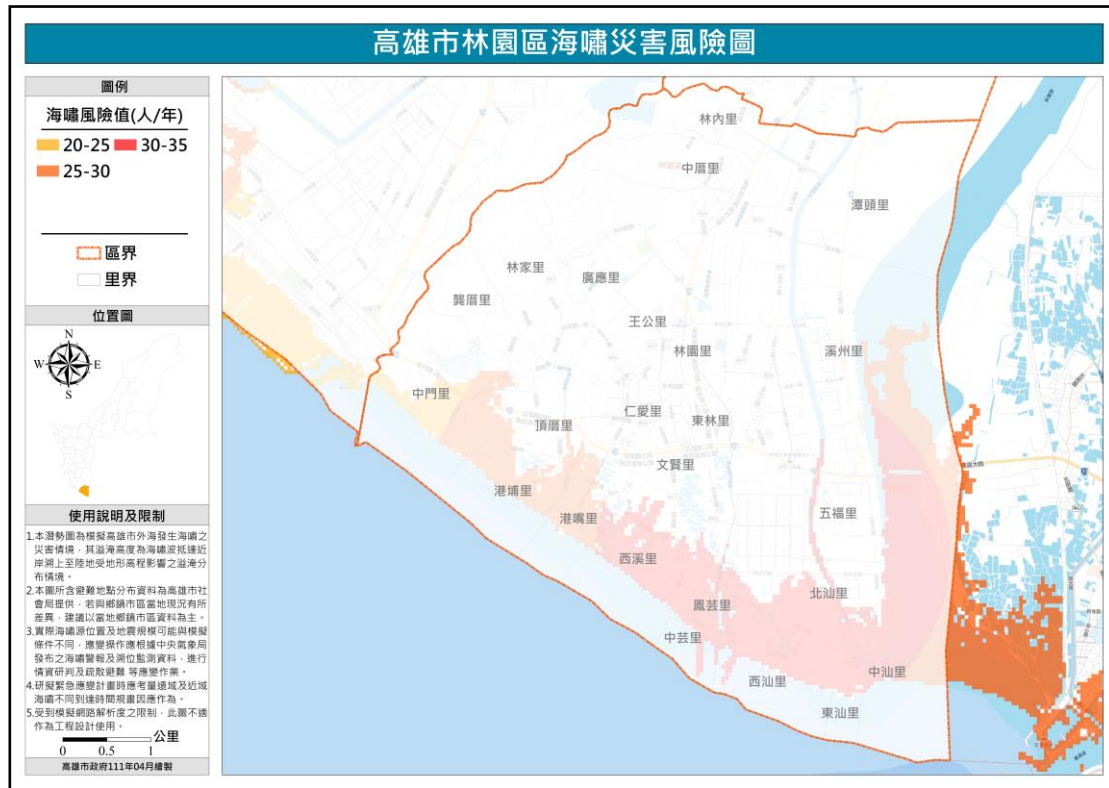 高雄市林園區海嘯災害風險圖
圖例
海嘯風險值(人/年)
20-25 30-35
25-30
區界
里界
位置圖
N
W E
S
使用說明及限制
1.本潛勢圖為模擬高雄市外海發生海嘯之
災害情境，其溢淹高度為海嘯波抵達近
岸溯上至陸地受地形高程影響之溢淹分
布情境。
2.本圖所含避難地點分布資料為高雄市社
會局提供，若與鄉鎮市區當地現況有所
差異，建議以當地鄉鎮市區資料為主。
3.實際海嘯源位置及地震規模可能與模擬
條件不同，應變操作應根據中央氣象局
發布之海嘯警報及潮位監測資料，進行
情資研判及疏散避難 等應變作業。
4.研擬緊急應變計畫時應考量遠域及近域
海嘯不同到達時間規畫因應作為。
5.受到模擬網路解析度之限制，此圖不適
作為工程設計使用。
公里
0 0.5 1
高雄市政府111年04月繪製
林內里
中厝里
潭頭里
林家里
廣應里
龔厝里
王公里
林園里
溪州里
中門里
仁愛里
東林里
頂厝里
文賢里
港埔里
港嘴里
五福里
西溪里
北汕里
鳳芸里
中芸里
中汕里
西汕里
東汕里